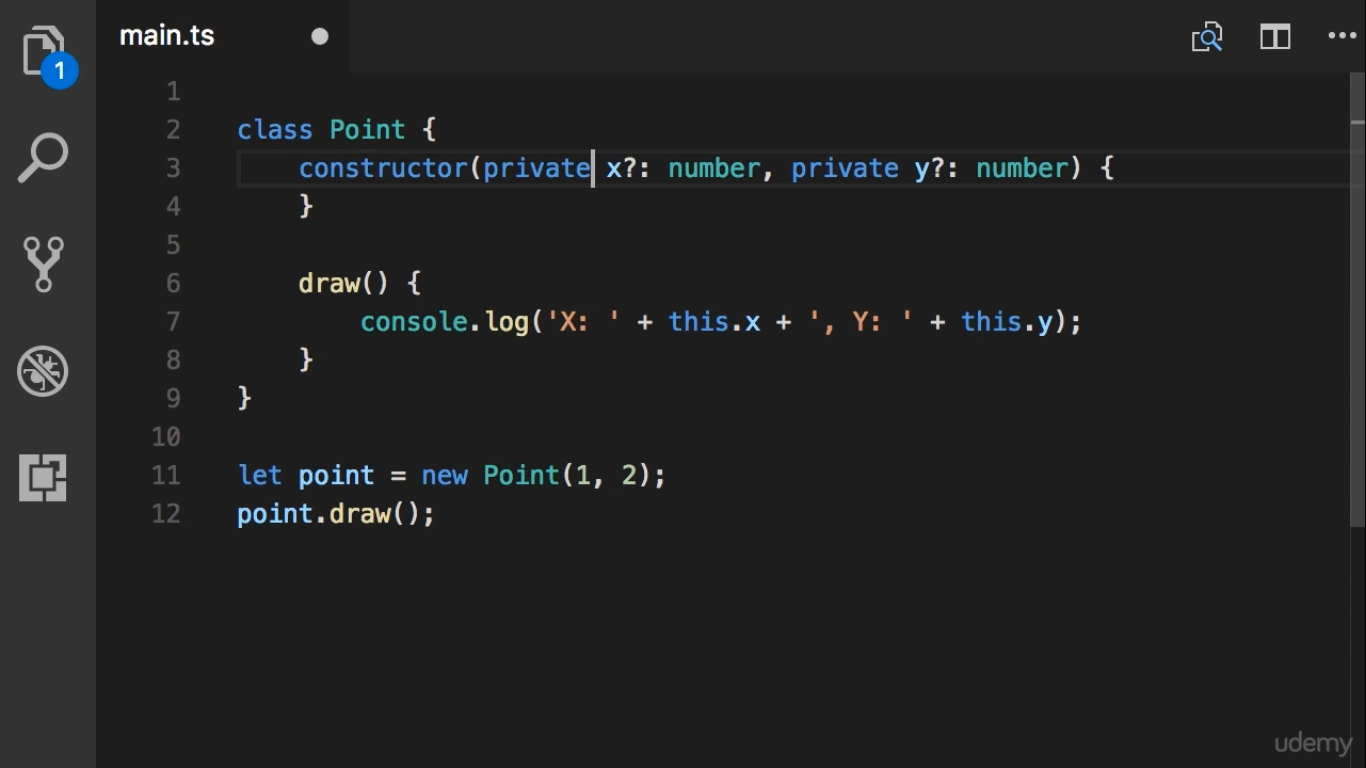 main.ts
1
1
2 class Point {
3 constructor(private x?: number, private y?: number) {
4 }
5
6 draw() {
7 console.log('X: ' + this.x + ', Y: ' + this.y);
8 }
9 }
10
11 let point = new Point(1, 2);
12 point.draw();
udemy